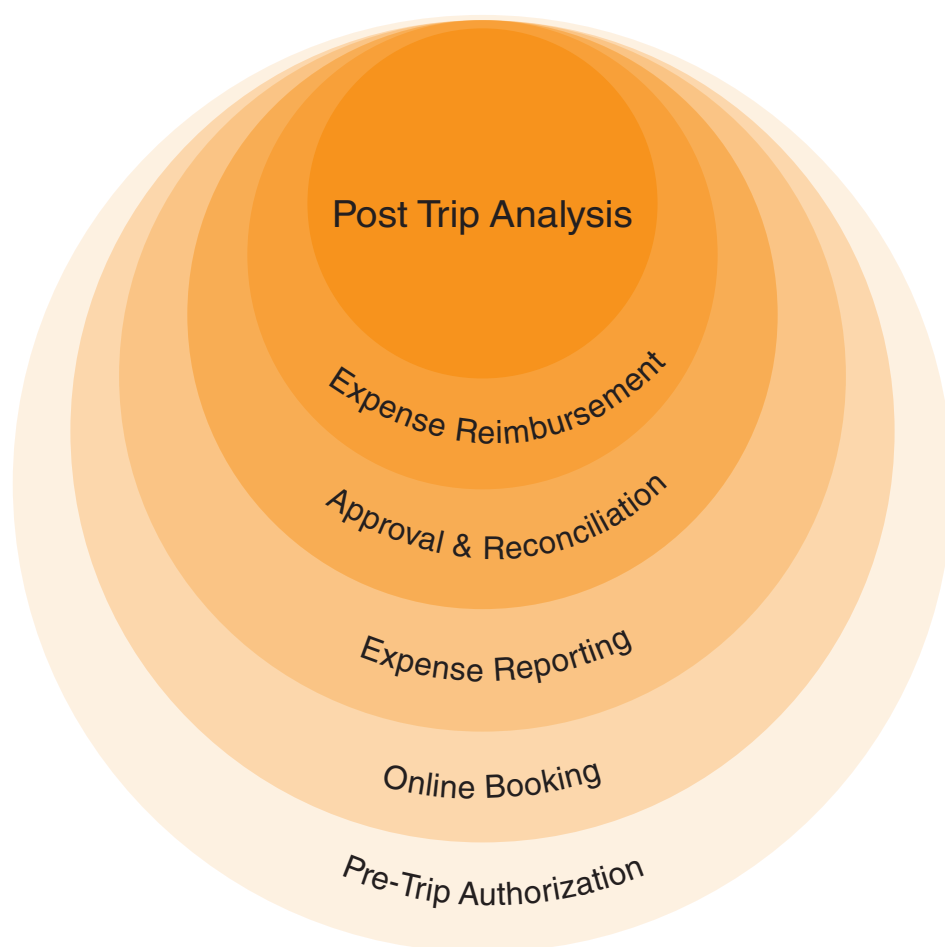 Post Trip Analysis
Expense Reimbursement
Approval & Reconciliation
Expense Reporting
Online Booking
Pre-Trip Authorization